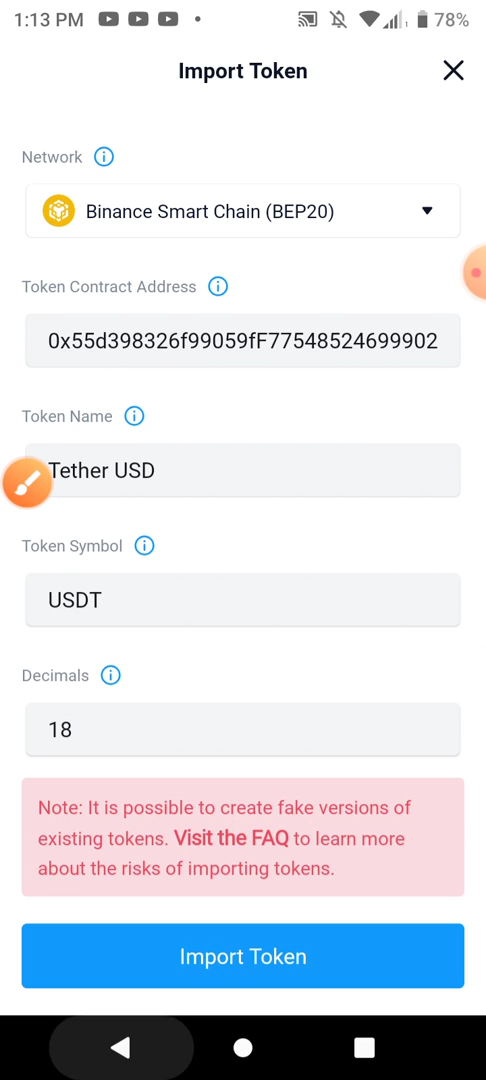 1:13 PM 78%
Import Token
Network
Binance Smart Chain (BEP20)
Token Contract Address
0x55d398326f99059fF77548524699902
Token Name
Tether USD
Token Symbol
USDT
Decimals
18
Note: It is possible to create fake versions of
existing tokens. Visit the FAQ to learn more
about the risks of importing tokens.
Import Token